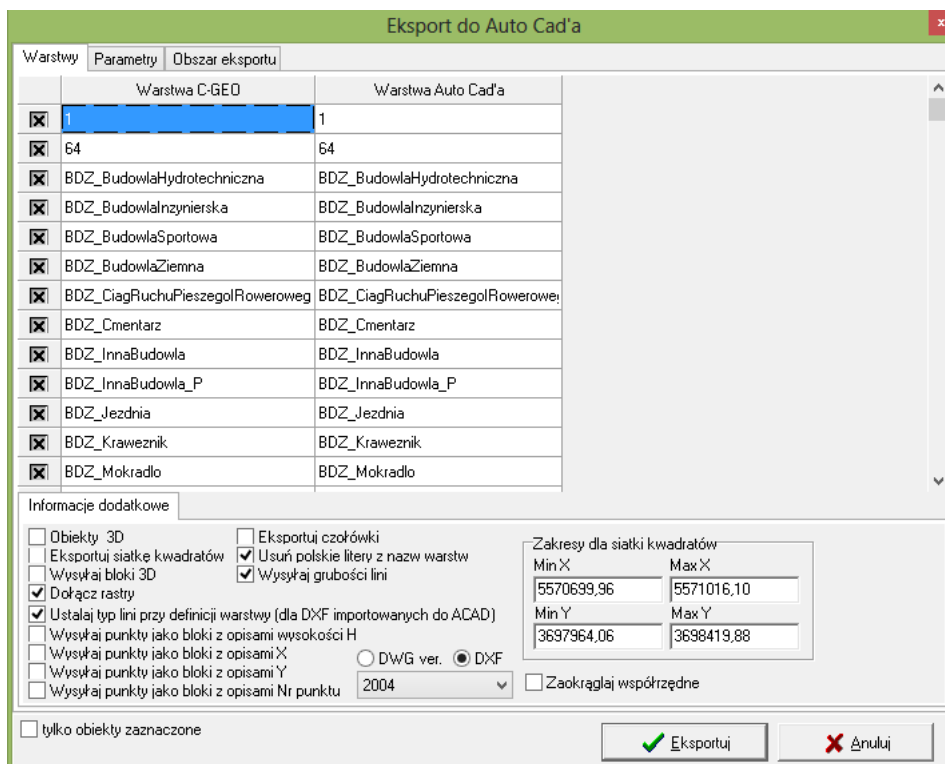 Eksport do Auto Cad'a
x
Warstwy Parametry Obszar eksportu
Warstwa C-GEO Warstwa Auto Cad'a
1 1
64 64
BDZ_BudowlaHydrotechniczna BDZ_BudowlaHydrotechniczna
BDZ_BudowlaInzynierska BDZ_BudowlaInzynierska
BDZ_BudowlaSportowa BDZ_BudowlaSportowa
BDZ_BudowlaZiemna BDZ_BudowlaZiemna
BDZ_CiagRuchuPieszegoIRoweroweg BDZ_CiagRuchuPieszegoIRowerowe
BDZ_Cmentarz BDZ_Cmentarz
BDZ_InnaBudowla BDZ_InnaBudowla
BDZ_InnaBudowla_P BDZ_InnaBudowla_P
BDZ_Jezdnia BDZ_Jezdnia
BDZ_Kraweznik BDZ_Kraweznik
BDZ_Mokradlo BDZ_Mokradlo
Informacje dodatkowe
Obiekty 3D
Eksportuj siatkę kwadratów
Wysyłaj bloki 3D
Dołącz rastry
Eksportuj czołówki
Usuń polskie litery z nazw warstw
Wysyłaj grubości lini
Ustalaj typ lini przy definicji warstwy (dla DXF importowanych do ACAD)
Wysyłaj punkty jako bloki z opisami wysokości H
Wysyłaj punkty jako bloki z opisami X
Wysyłaj punkty jako bloki z opisami Y
Wysyłaj punkty jako bloki z opisami Nr punktu
DWG ver. DXF
2004
Zakresy dla siatki kwadratów
Min X Max X
5570699,96 5571016,10
Min Y Max Y
3697964,06 3698419,88
Zaokrąglaj współrzędne
tylko obiekty zaznaczone
Eksportuj Anuluj